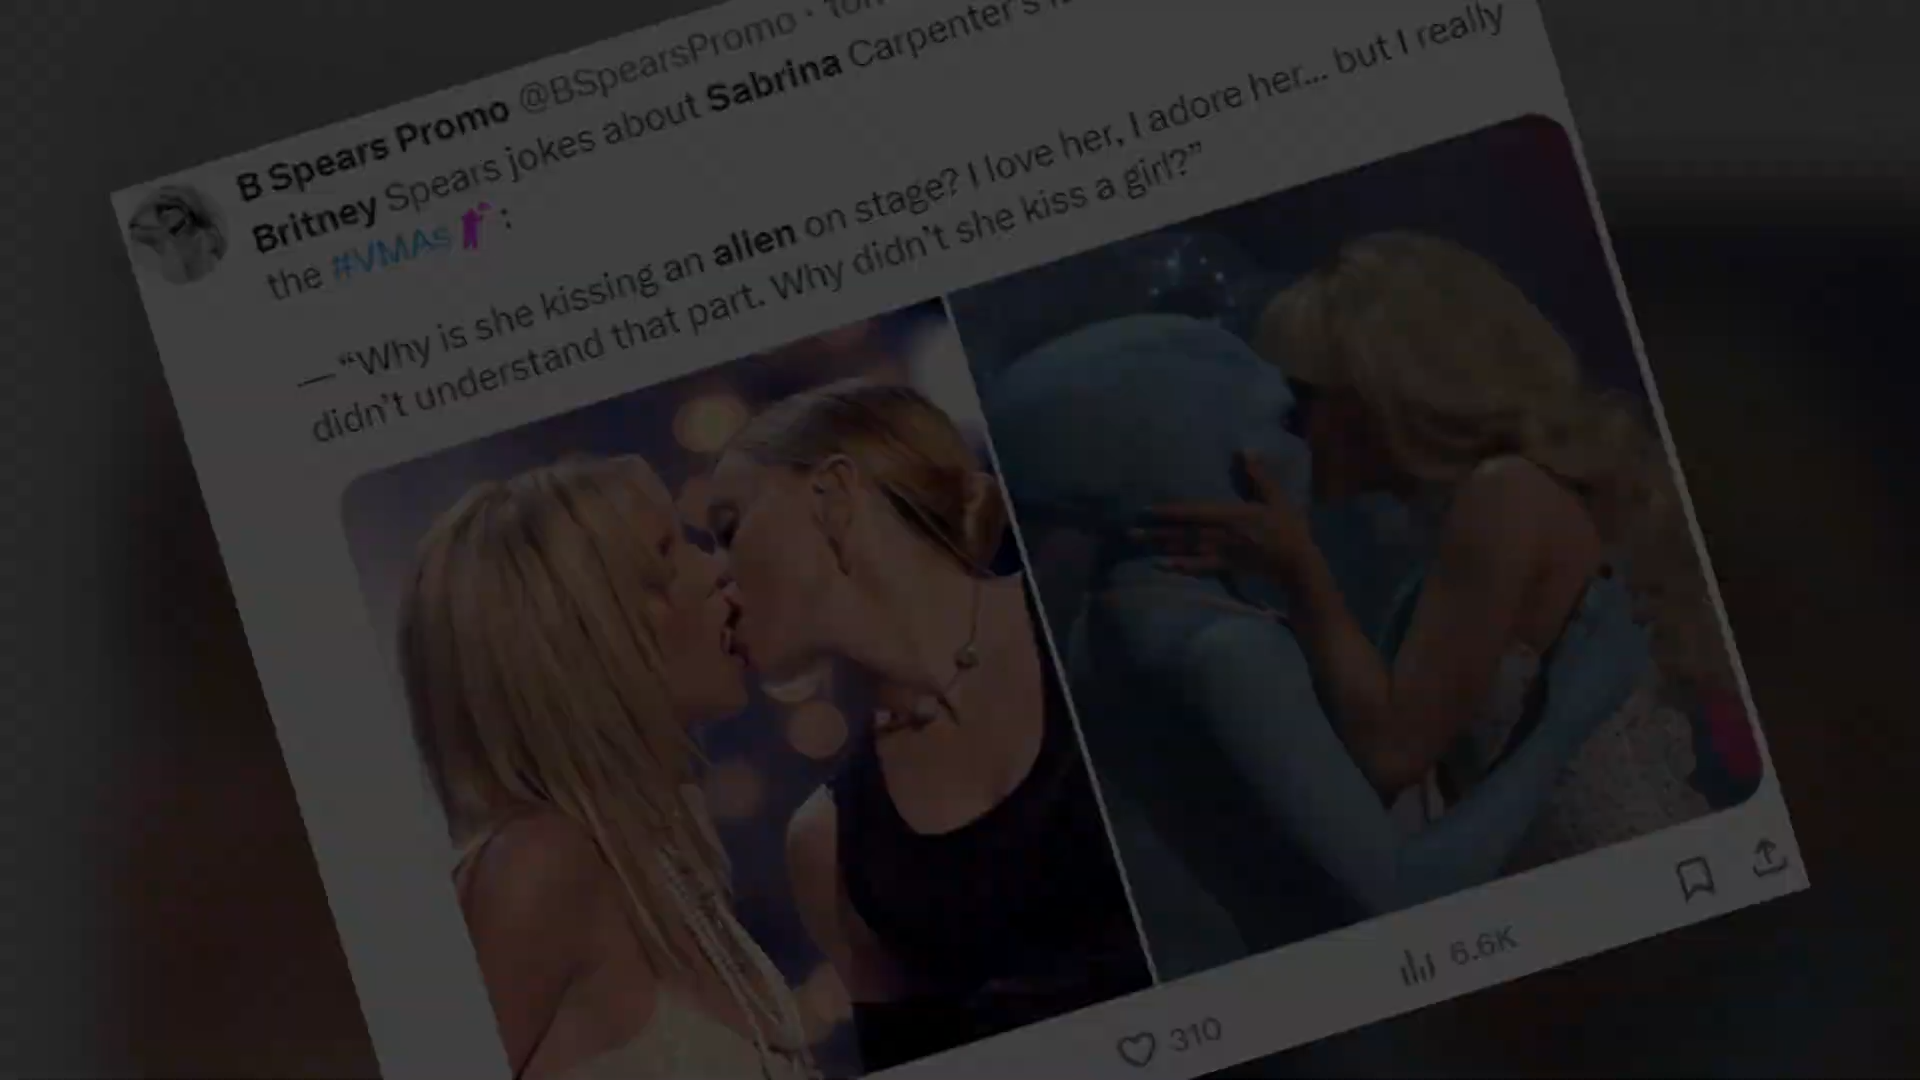 B Spears Promo @BSpearsPromo ·
Britney Spears jokes about Sabrina Carpenter's
the #VMAs :
—“Why is she kissing an alien on stage? I love her, I adore her... but I really
didn't understand that part. Why didn't she kiss a girl?”
310
6.6K